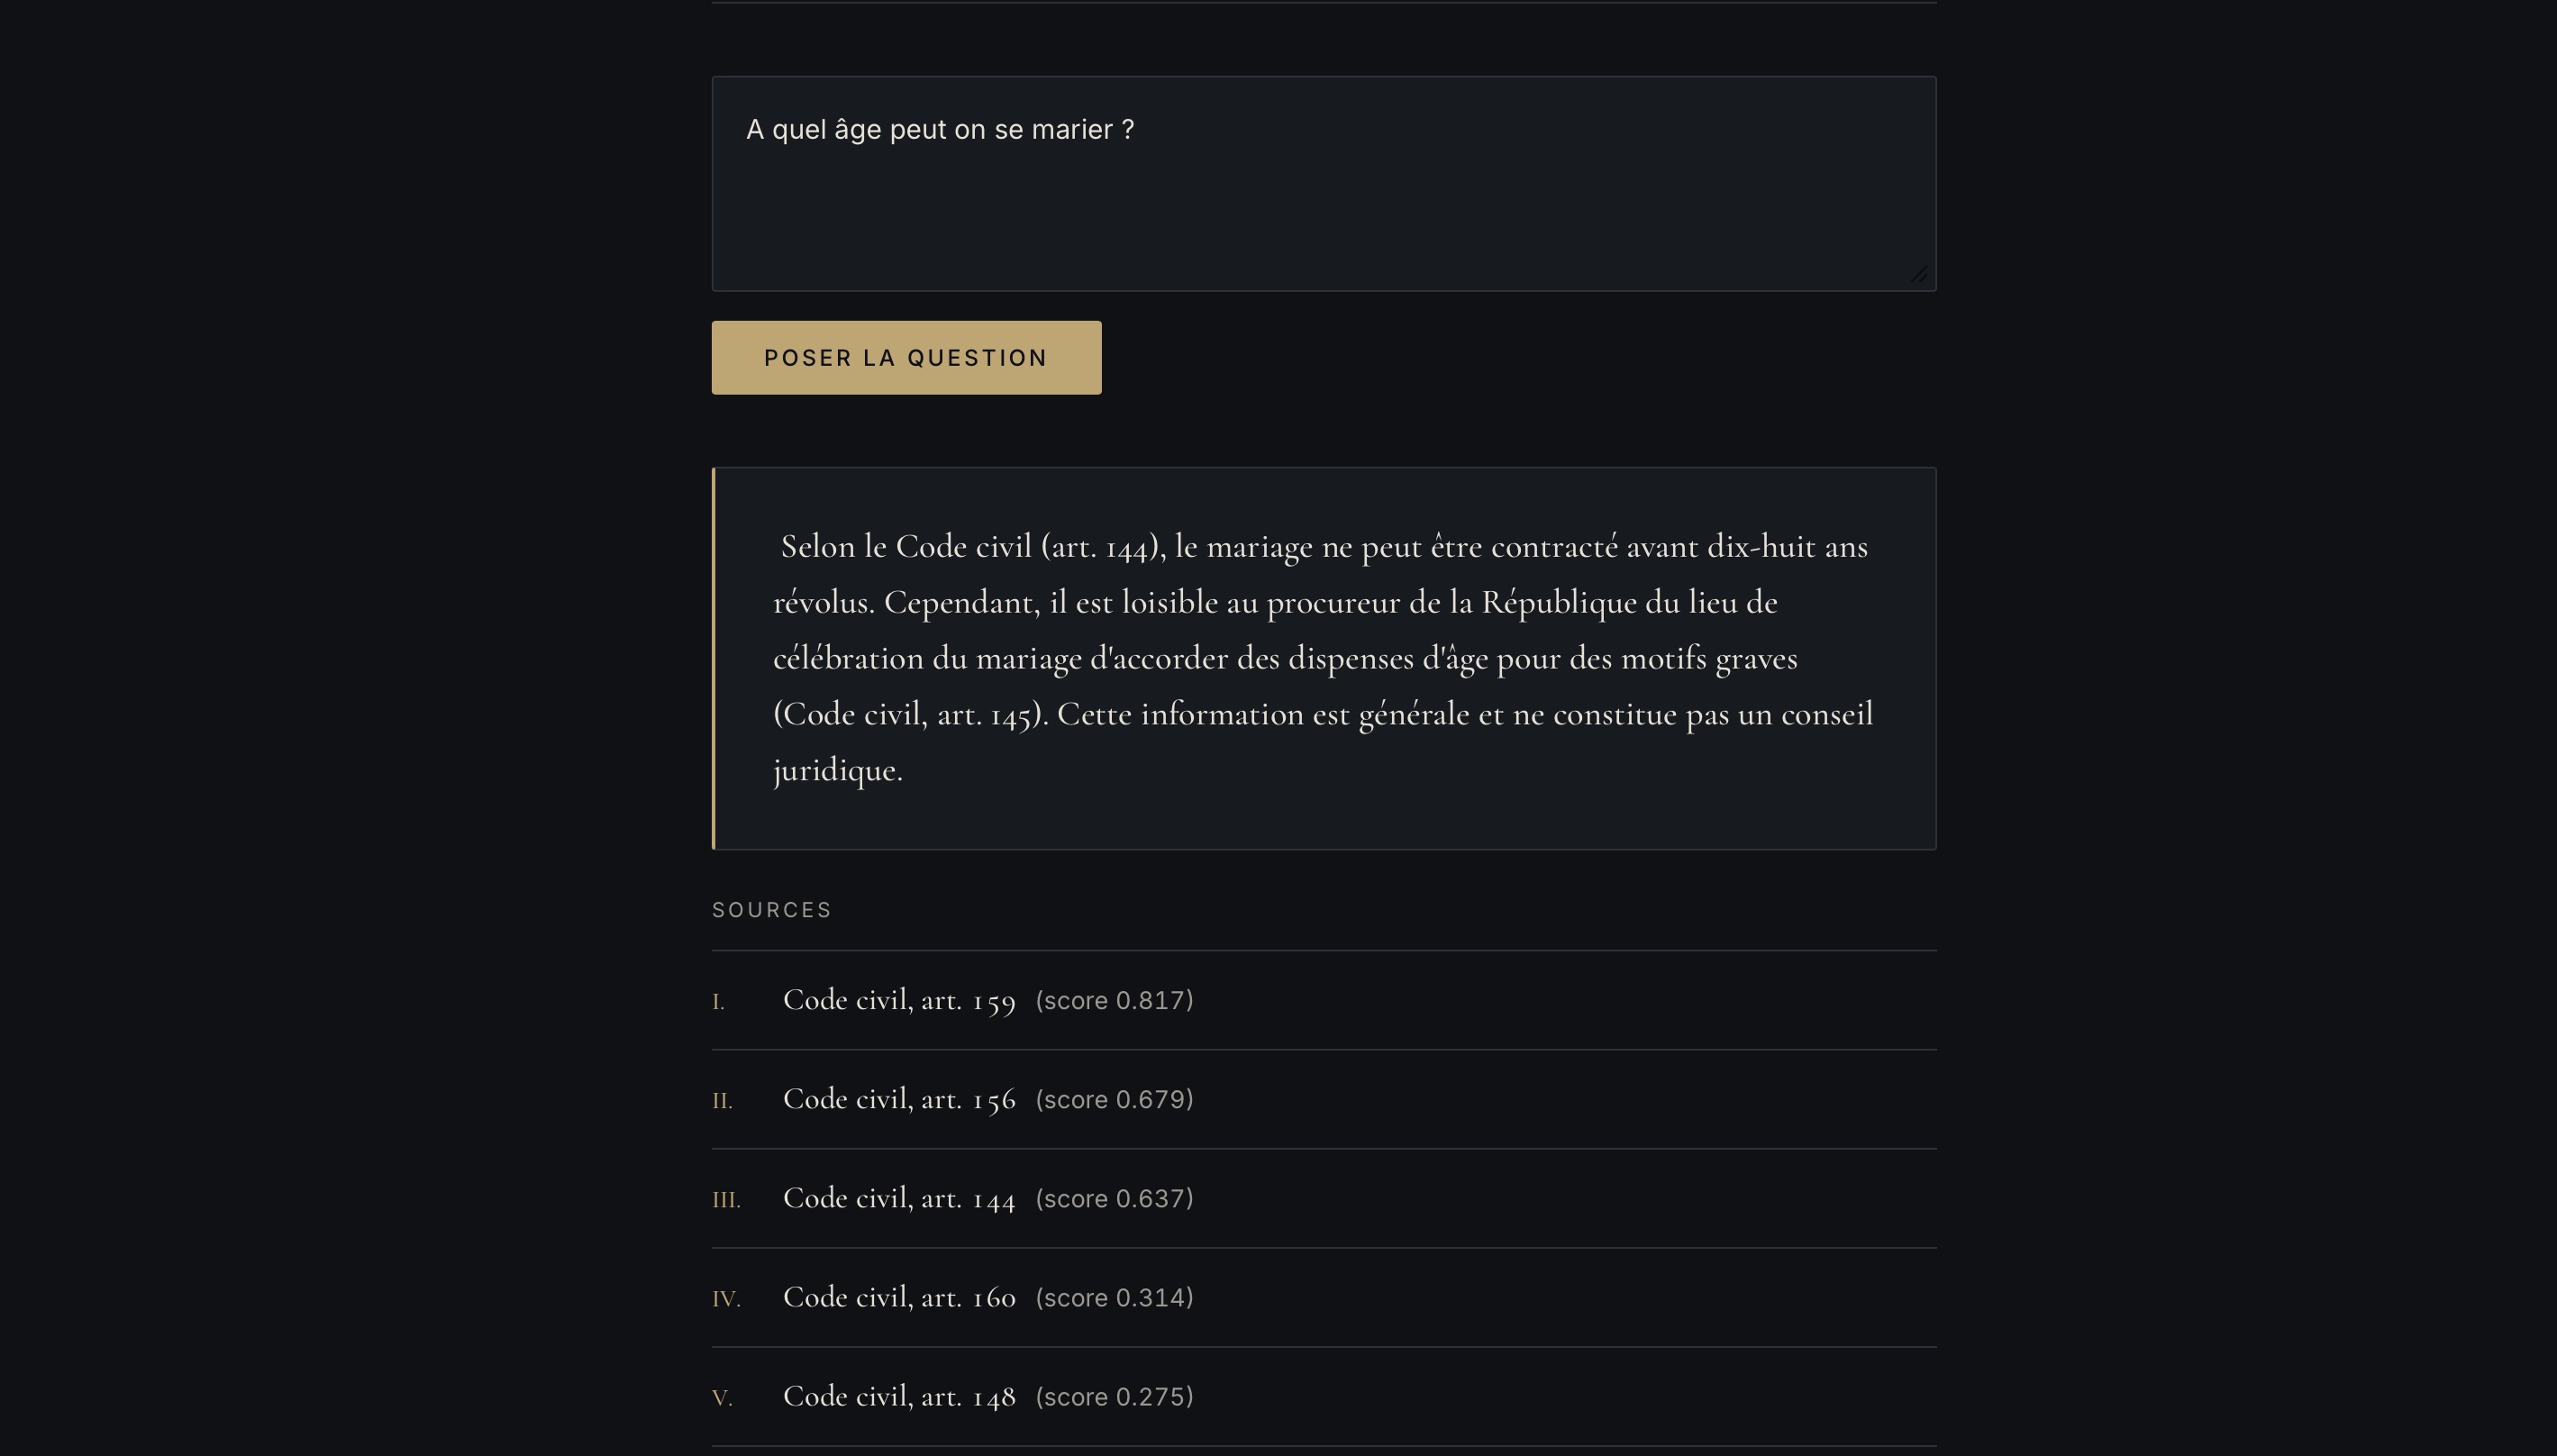 A quel âge peut on se marier ?
POSER LA QUESTION
Selon le Code civil (art. 144), le mariage ne peut être contracté avant dix-huit ans
révolus. Cependant, il est loisible au procureur de la République du lieu de
célébration du mariage d'accorder des dispenses d'âge pour des motifs graves
(Code civil, art. 145). Cette information est générale et ne constitue pas un conseil
juridique.
SOURCES
I. Code civil, art. 159 (score 0.817)
II. Code civil, art. 156 (score 0.679)
III. Code civil, art. 144 (score 0.637)
IV. Code civil, art. 160 (score 0.314)
V. Code civil, art. 148 (score 0.275)